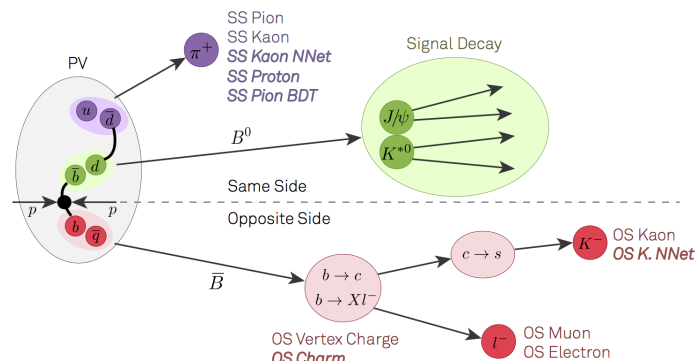 SS Pion
SS Kaon
SS Kaon NNet
SS Proton
SS Pion BDT
π⁺
PV
Signal Decay
u d̅
J/ψ
K*⁰
B⁰
b̅ d
Same Side
p p
Opposite Side
b q̅
B̅
b → c
b → Xl⁻
c → s
K⁻
OS Kaon
OS K. NNet
OS Vertex Charge
OS Charm
l⁻
OS Muon
OS Electron